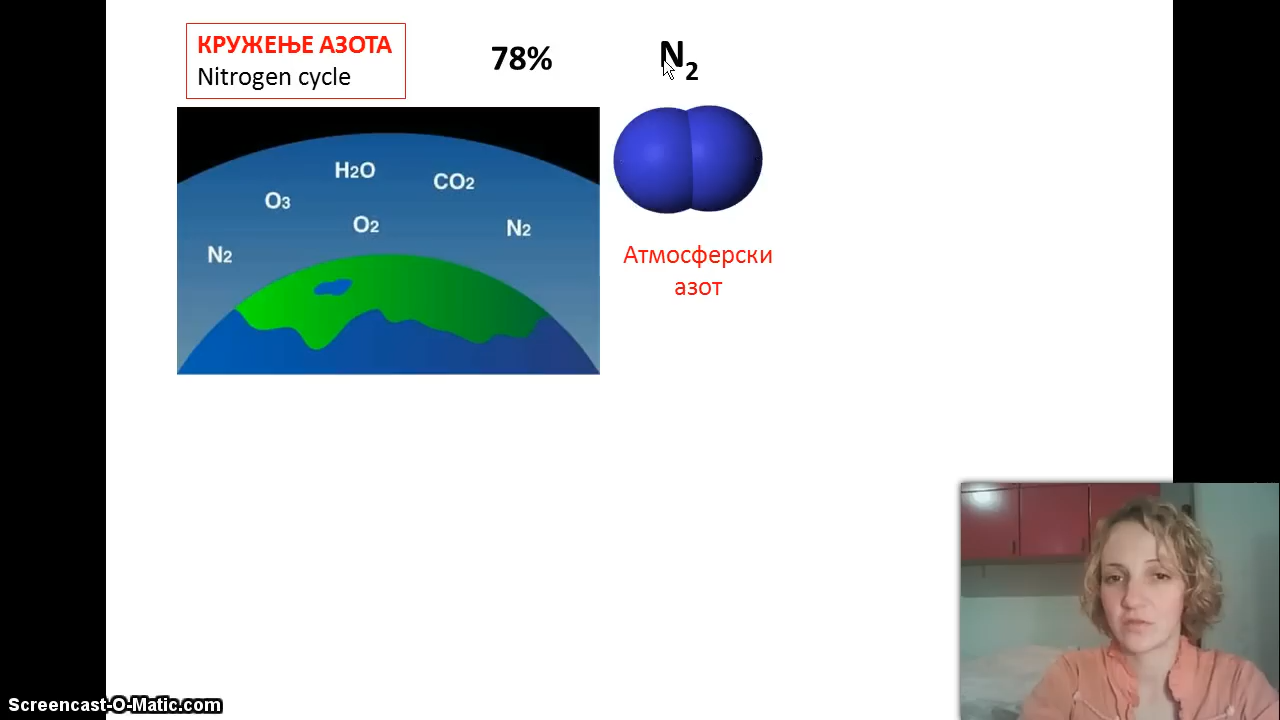 КРУЖЕЊЕ АЗОТА
Nitrogen cycle
78%
N2
H2O
CO2
O3
O2
N2
N2
Атмосферски
азот
Screencast-O-Matic.com